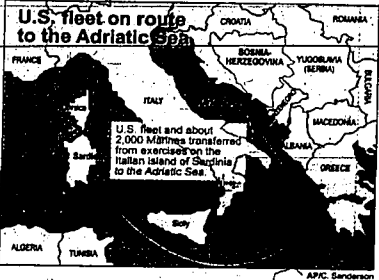 U.S. fleet on route
to the Adriatic Sea
CROATIA
ROMANIA
FRANCE
BOSNIA-
HERZEGOVINA
YUGOSLAVIA
(SERBIA)
BULGARIA
ITALY
MACEDONIA
U.S. fleet and about
2,000 Marines transferred
from exercises on the
Italian island of Sardinia
to the Adriatic Sea.
ALBANIA
GREECE
Sicily
ALGERIA
TUNISIA
AP/C. Sanderson